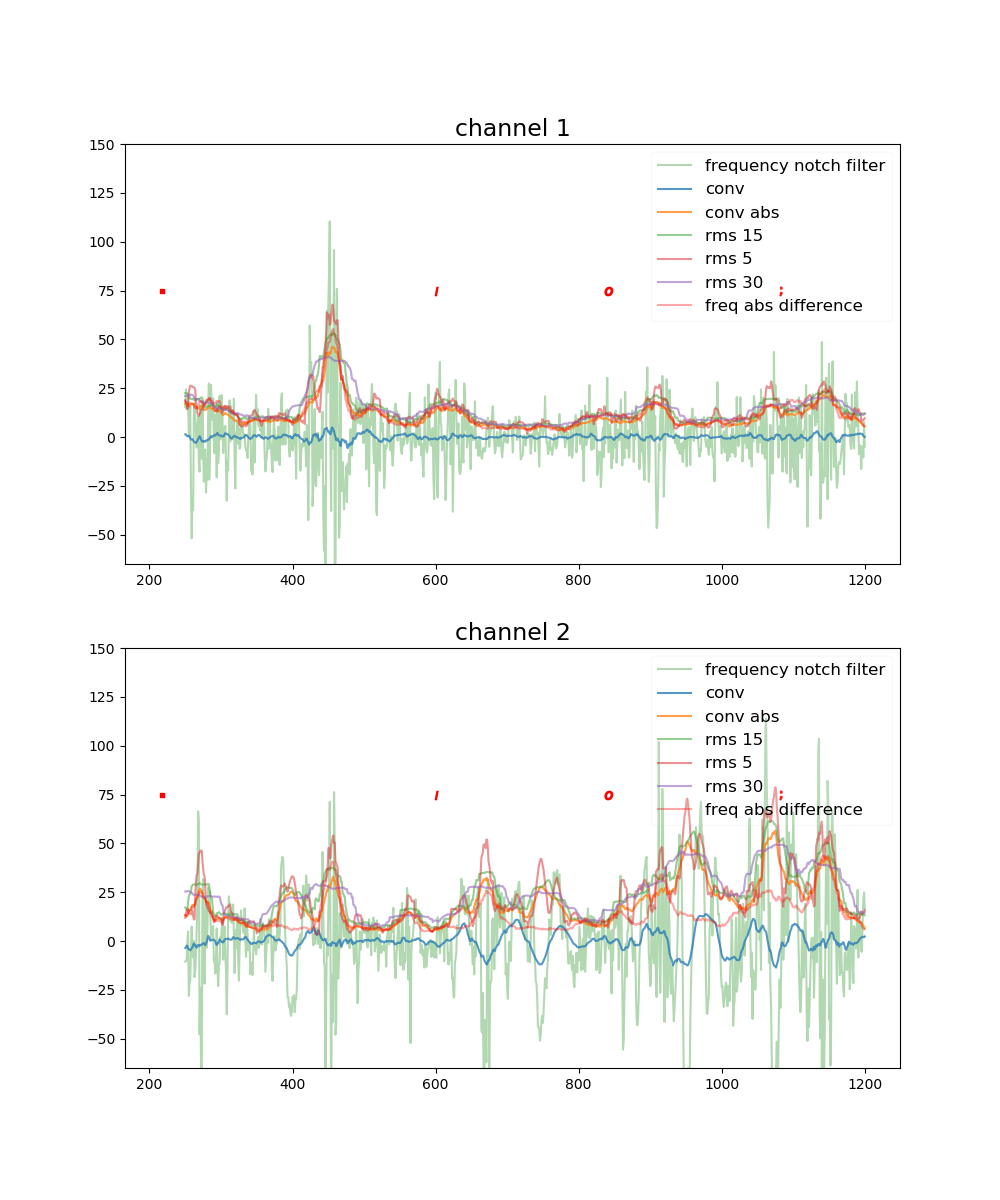 channel 1
150
125
100
75
50
25
0
−25
−50
frequency notch filter
conv
conv abs
rms 15
rms 5
rms 30
freq abs difference
. ı o ;
200 400 600 800 1000 1200
channel 2
150
125
100
75
50
25
0
−25
−50
frequency notch filter
conv
conv abs
rms 15
rms 5
rms 30
freq abs difference
. ı o ;
200 400 600 800 1000 1200